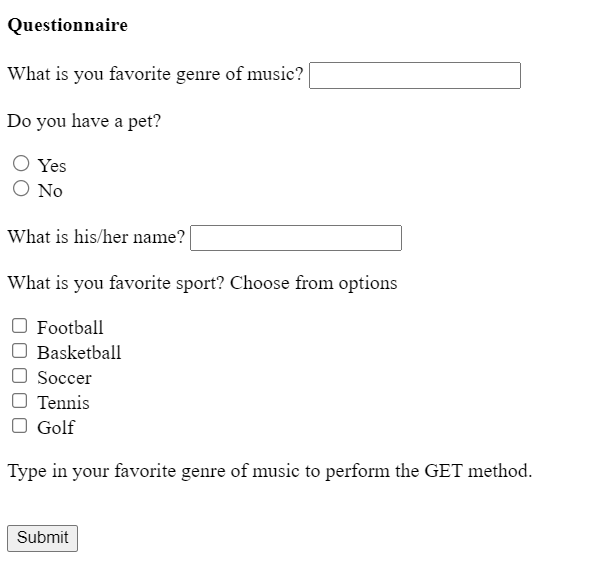 Questionnaire
What is you favorite genre of music?
Do you have a pet?
Yes
No
What is his/her name?
What is you favorite sport? Choose from options
Football
Basketball
Soccer
Tennis
Golf
Type in your favorite genre of music to perform the GET method.
Submit